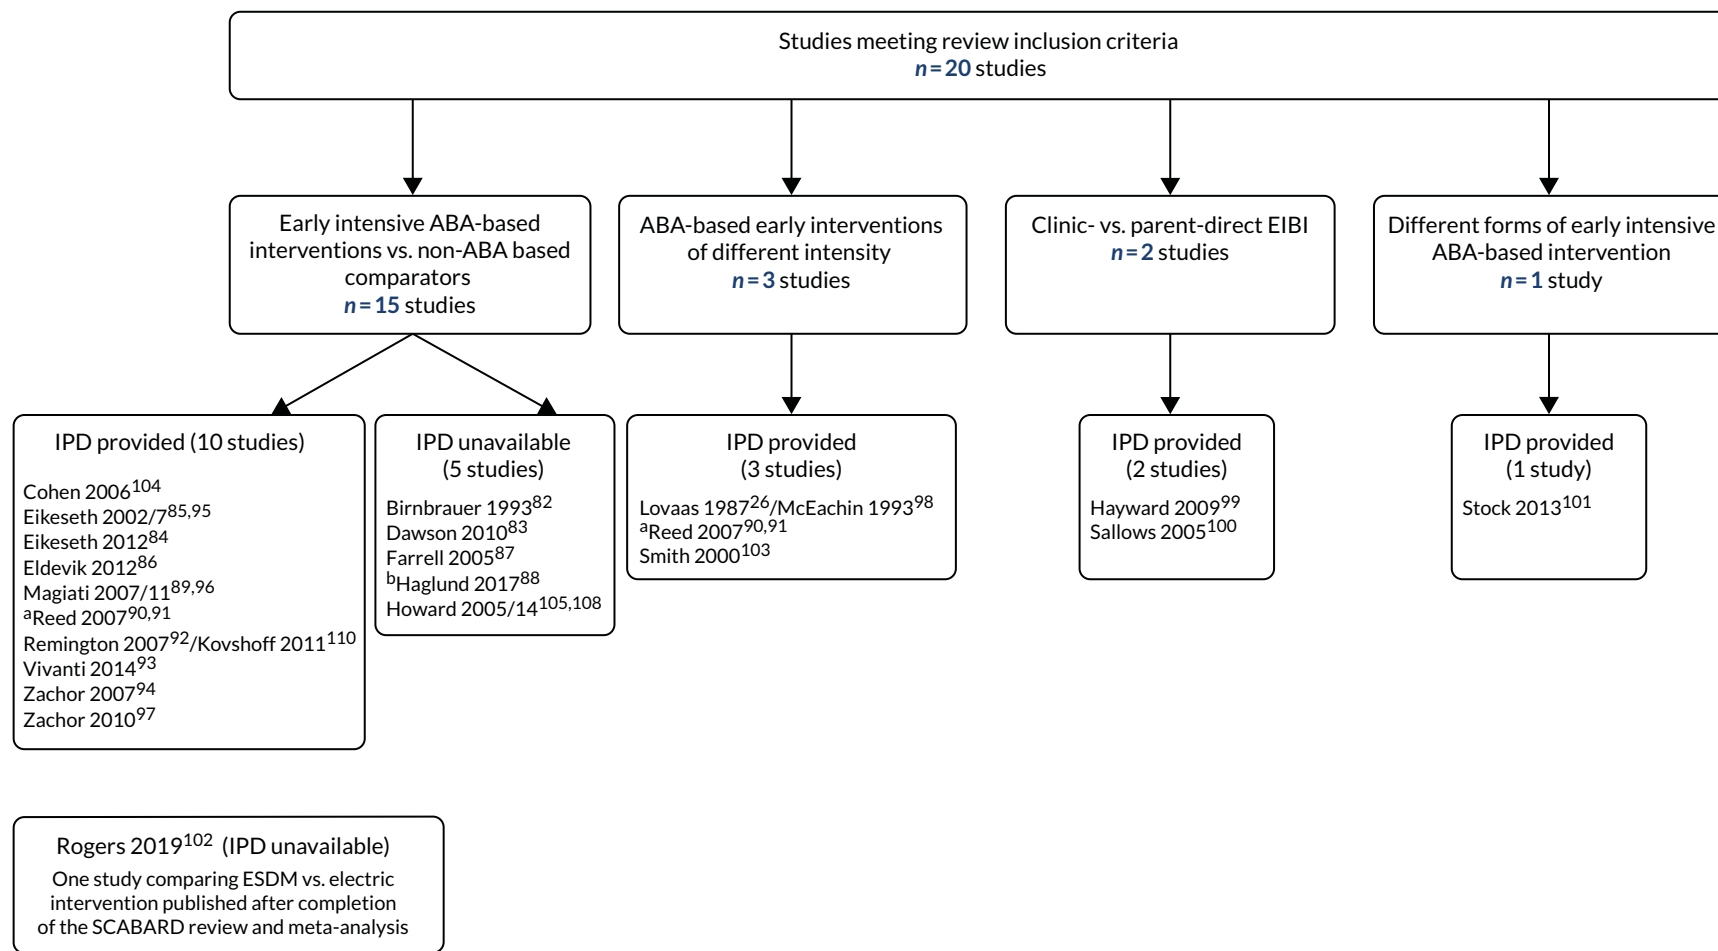 Studies meeting review inclusion criteria
n = 20 studies
Early intensive ABA-based
interventions vs. non-ABA based
comparators
n = 15 studies
ABA-based early interventions
of different intensity
n = 3 studies
Clinic- vs. parent-direct EIBI
n = 2 studies
Different forms of early intensive
ABA-based intervention
n = 1 study
IPD provided (10 studies)
Cohen 2006104
Eikeseth 2002/785,95
Eikeseth 201284
Eldevik 201286
Magiati 2007/1189,96
aReed 200790,91
Remington 200792/Kovshoff 2011110
Vivanti 201493
Zachor 200794
Zachor 201097
IPD unavailable
(5 studies)
Birnbrauer 199382
Dawson 201083
Farrell 200587
bHaglund 201788
Howard 2005/14105,108
IPD provided
(3 studies)
Lovaas 198726/McEachin 199398
aReed 200790,91
Smith 2000103
IPD provided
(2 studies)
Hayward 200999
Sallows 2005100
IPD provided
(1 study)
Stock 2013101
Rogers 2019102 (IPD unavailable)
One study comparing ESDM vs. electric
intervention published after completion
of the SCABARD review and meta-analysis